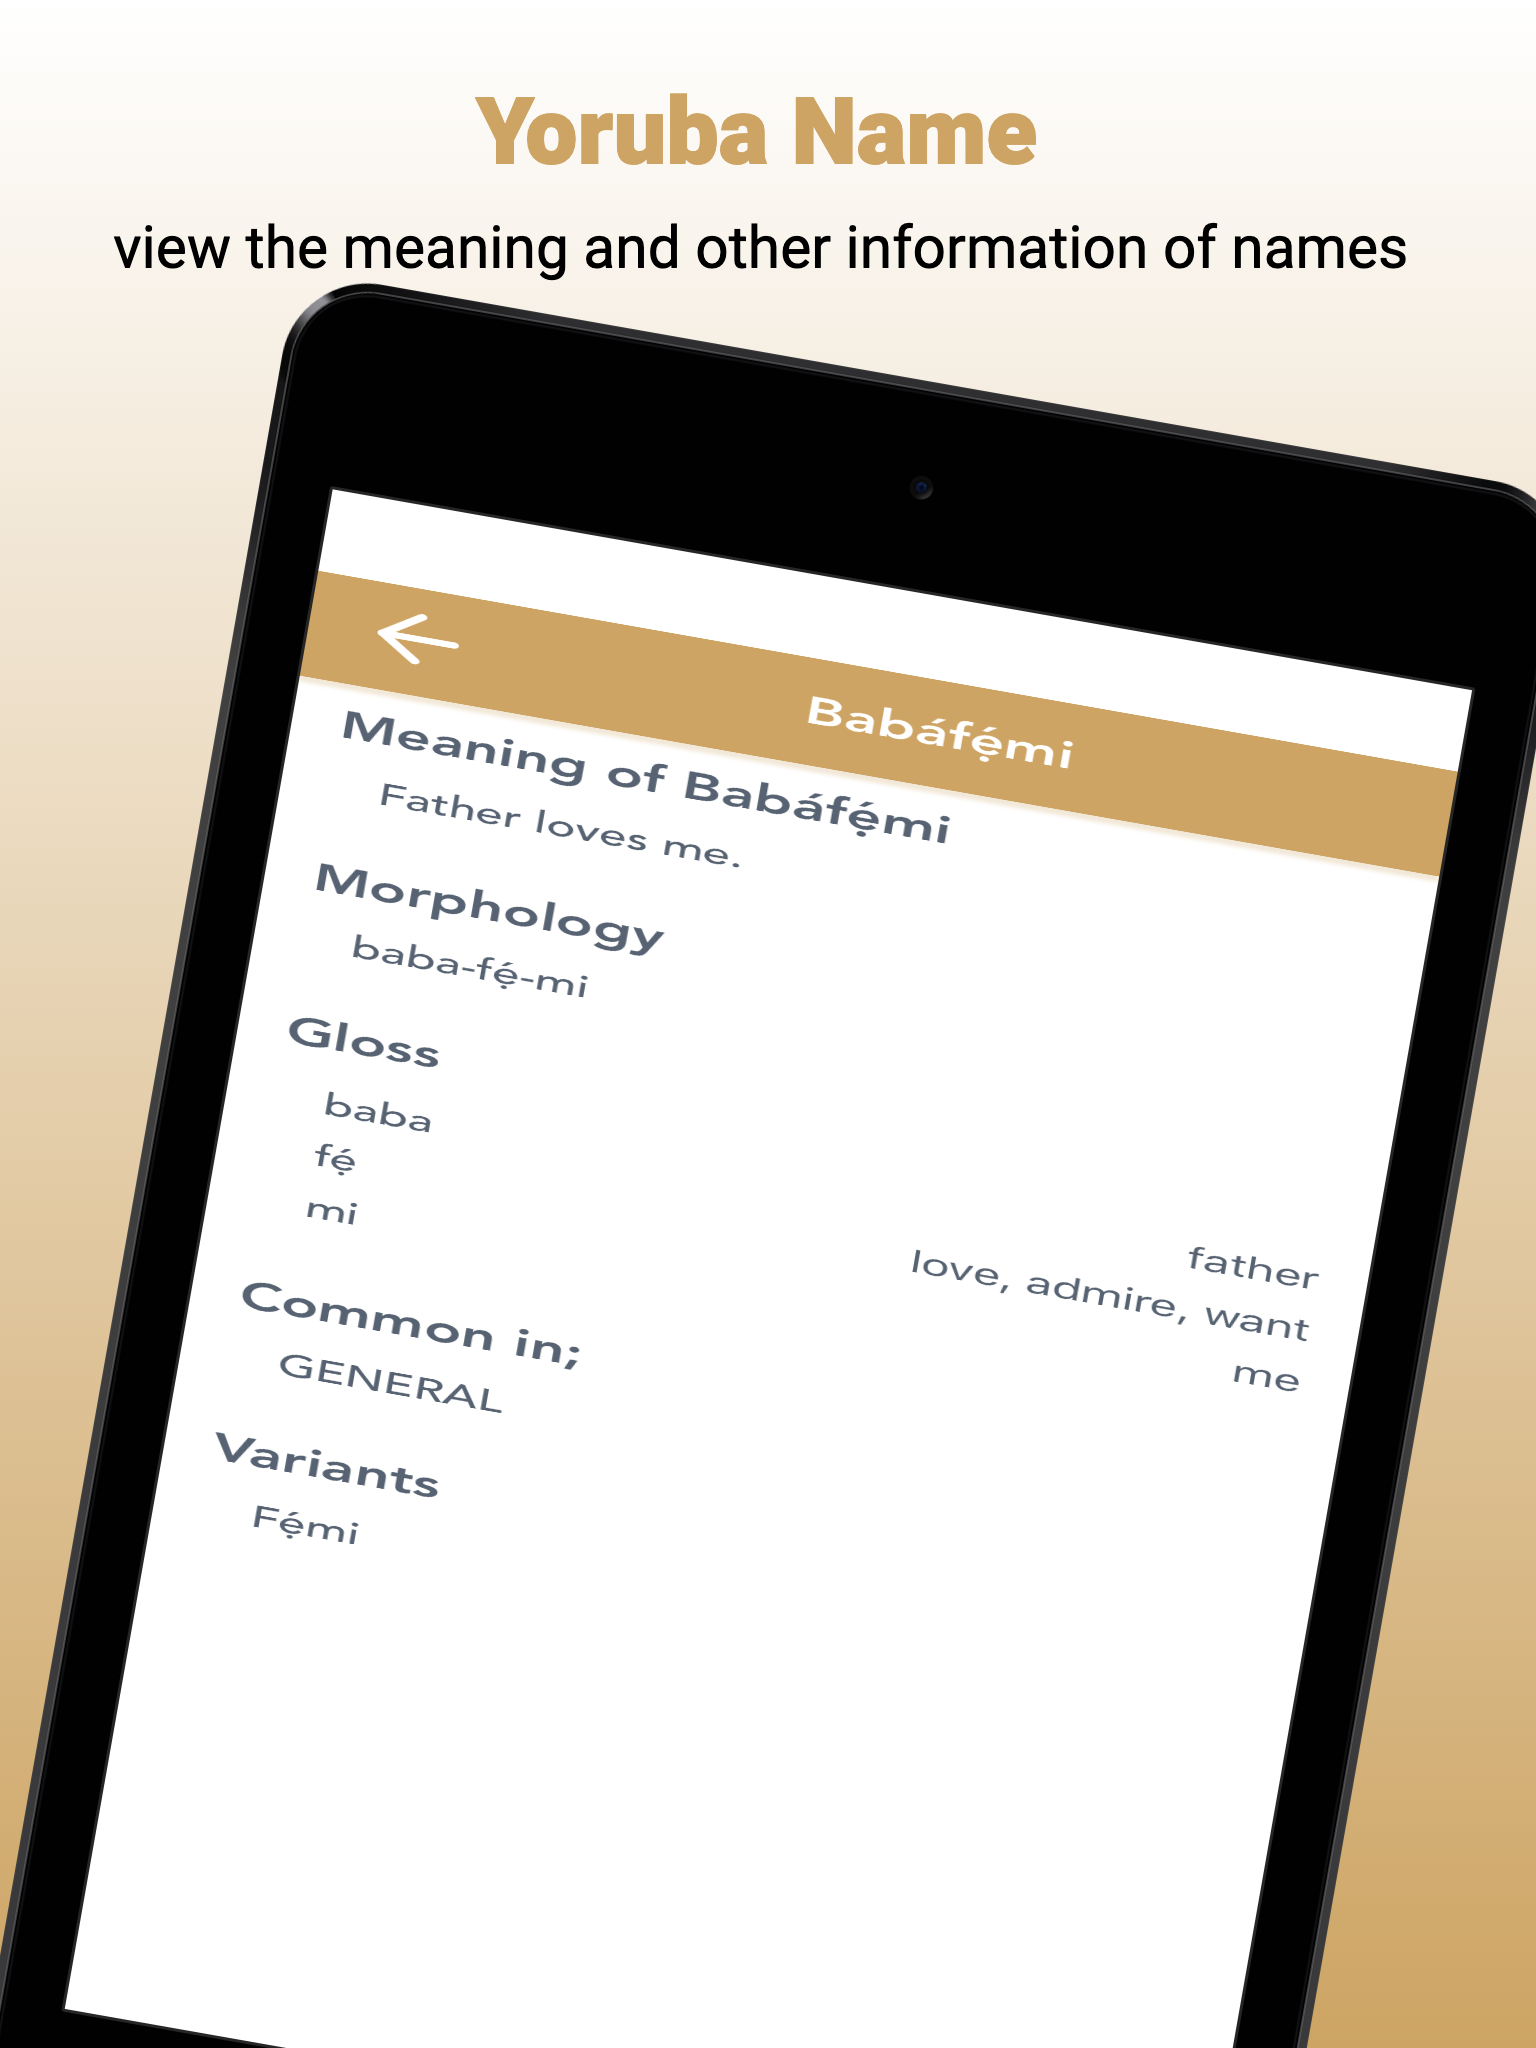 Yoruba Name
view the meaning and other information of names
Babáfẹ́mi
Meaning of Babáfẹ́mi
Father loves me.
Morphology
baba-fẹ́-mi
Gloss
baba father
fẹ́ love, admire, want
mi me
Common in;
GENERAL
Variants
Fẹ́mi